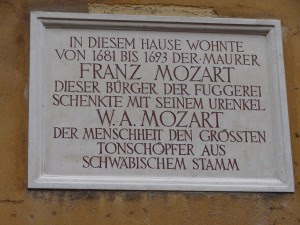 IN DIESEM HAUSE WOHNTE
VON 1681 BIS 1693 DER·MAURER
FRANZ MOZART
DIESER BÜRGER DER FUGGEREI
SCHENKTE MIT SEINEM URENKEL
W. A. MOZART
DER MENSCHHEIT DEN GRÖSSTEN
TONSCHÖPFER AUS
SCHWÄBISCHEM STAMM